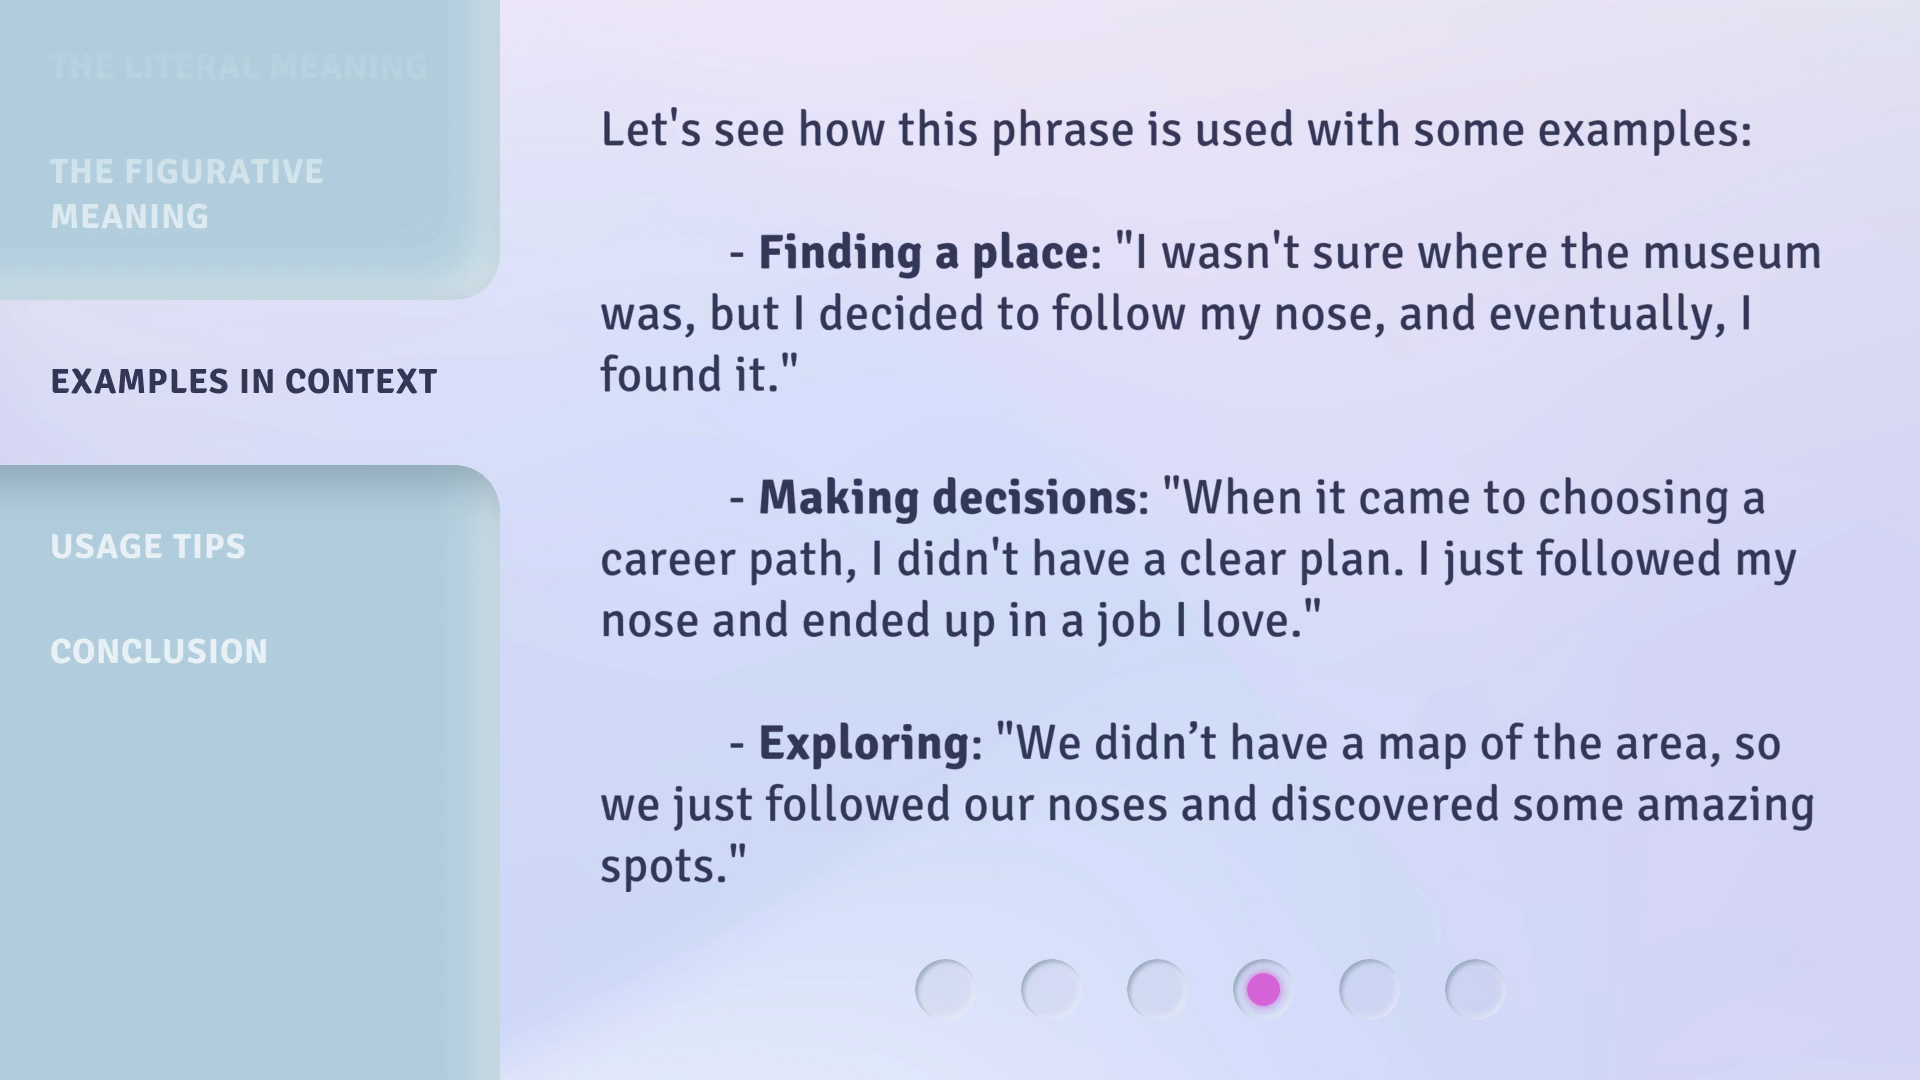 THE LITERAL MEANING
THE FIGURATIVE
MEANING
EXAMPLES IN CONTEXT
USAGE TIPS
CONCLUSION
Let's see how this phrase is used with some examples:
- Finding a place: "I wasn't sure where the museum
was, but I decided to follow my nose, and eventually, I
found it."
- Making decisions: "When it came to choosing a
career path, I didn't have a clear plan. I just followed my
nose and ended up in a job I love."
- Exploring: "We didn’t have a map of the area, so
we just followed our noses and discovered some amazing
spots."